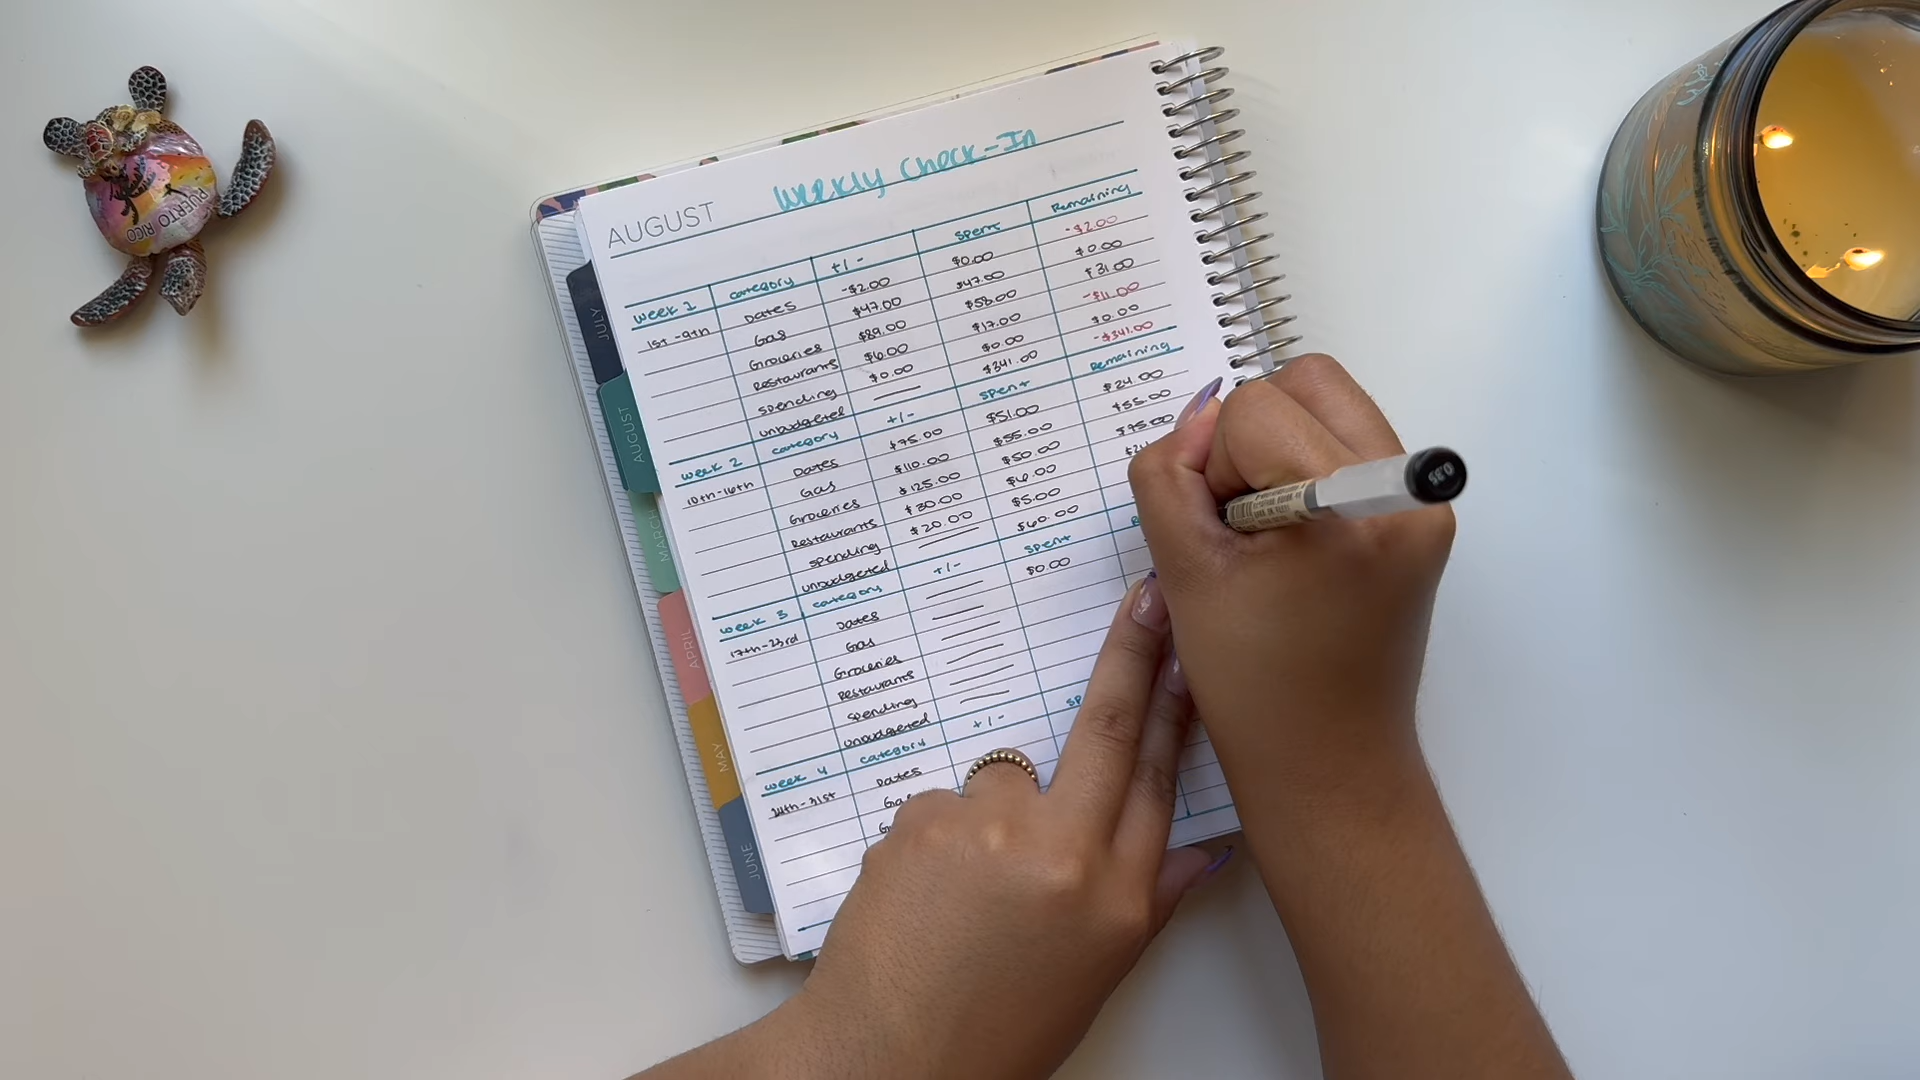 AUGUST Weekly Check-In
week 1 category +/- spent Remaining
1st-9th Dates -$2.00 $0.00 -$2.00
Gas $47.00 $47.00 $0.00
Groceries $89.00 $58.00 $31.00
Restaurants $6.00 $17.00 -$11.00
spending $0.00 $0.00 $0.00
unbudgeted $341.00 -$341.00
week 2 category +/- spent Remaining
10th-16th Dates $75.00 $51.00 $24.00
Gas $110.00 $55.00 $55.00
Groceries $125.00 $50.00 $75.00
Restaurants $30.00 $6.00
spending $20.00 $5.00
unbudgeted $60.00
week 3 category +/- spent
17th-23rd Dates $0.00
Gas
Groceries
Restaurants
spending
unbudgeted
week 4 category +/-
24th-31st Dates
JULY
AUGUST
MARCH
APRIL
MAY
JUNE
PUERTO RICO
0.35